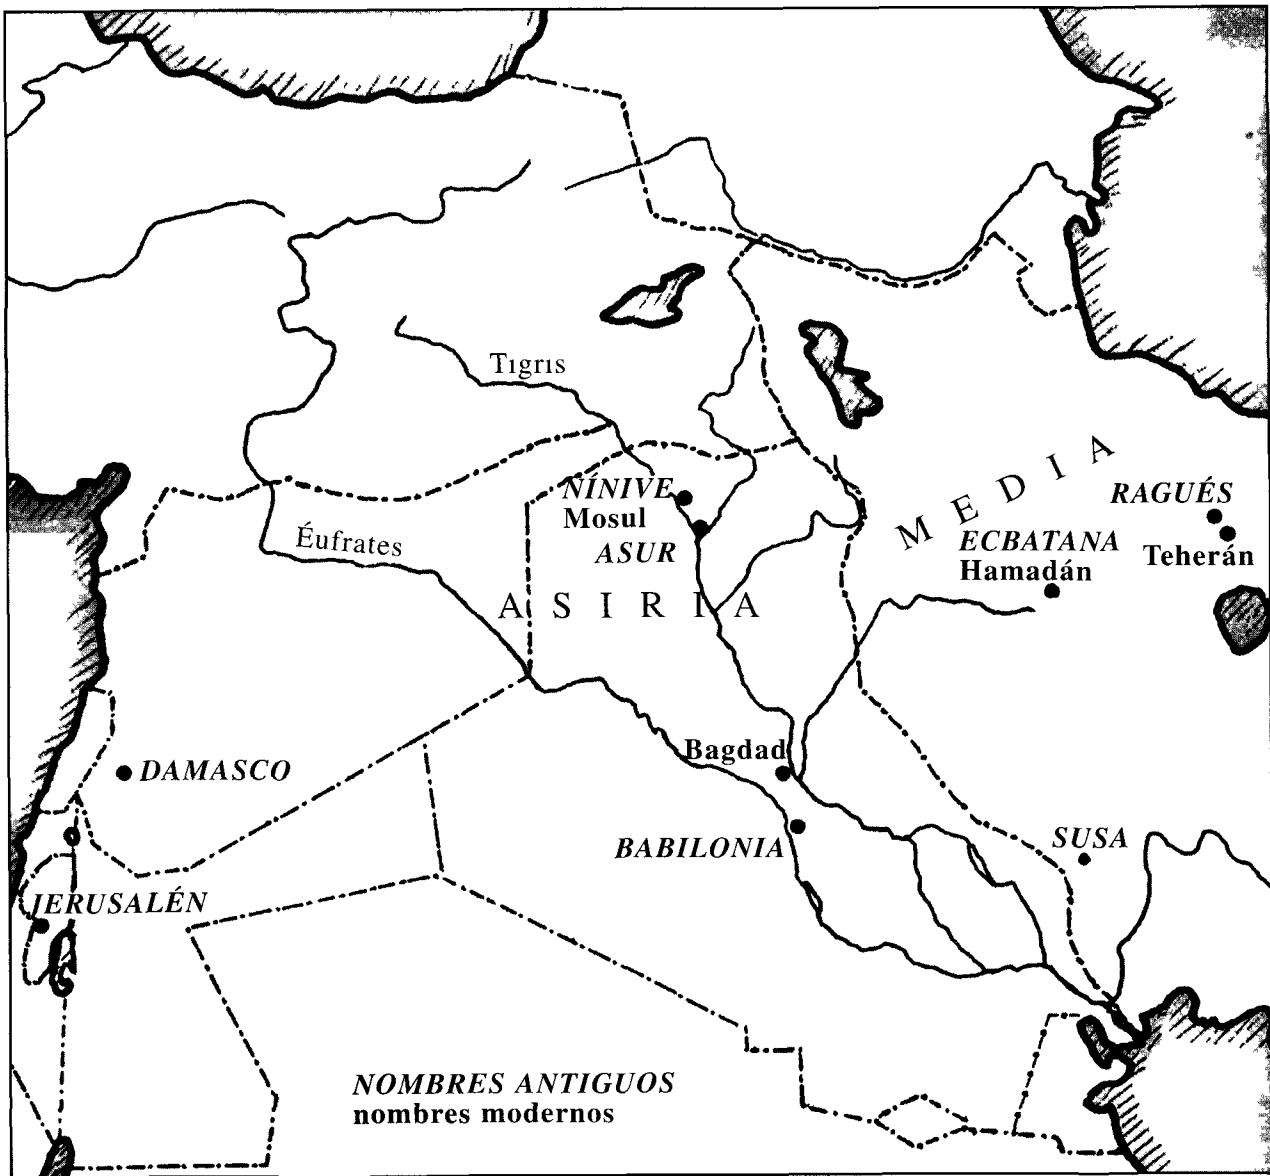 Tigris
MEDIA
NÍNIVE
Mosul
RAGUÉS
Éufrates
ASUR
ECBATANA
Hamadán
Teherán
ASIRIA
Bagdad
DAMASCO
BABILONIA
SUSA
JERUSALÉN
NOMBRES ANTIGUOS
nombres modernos